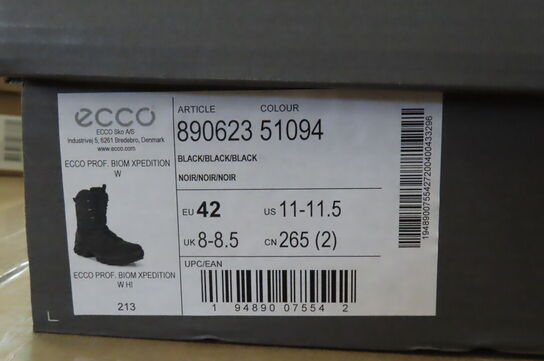 ecco
ECCO Sko A/S
Industrivej 5, 6261 Bredebro, Denmark
www.ecco.com
ECCO PROF. BIOM XPEDITION
W
ECCO PROF. BIOM XPEDITION
W HI
213
ARTICLE COLOUR
890623 51094
BLACK/BLACK/BLACK
NOIR/NOIR/NOIR
EU 42 US 11-11.5
UK 8-8.5 CN 265 (2)
UPC/EAN
1 94890 07554 2
19489007554272004004332​96